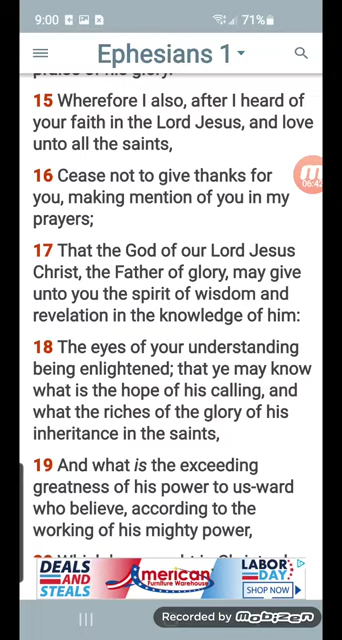 9:00 71%
Ephesians 1
praise of his glory.
15 Wherefore I also, after I heard of
your faith in the Lord Jesus, and love
unto all the saints,
16 Cease not to give thanks for
you, making mention of you in my
prayers;
06:42
17 That the God of our Lord Jesus
Christ, the Father of glory, may give
unto you the spirit of wisdom and
revelation in the knowledge of him:
18 The eyes of your understanding
being enlightened; that ye may know
what is the hope of his calling, and
what the riches of the glory of his
inheritance in the saints,
19 And what is the exceeding
greatness of his power to us-ward
who believe, according to the
working of his mighty power,
DEALS
AND
STEALS
American
FURNITURE WAREHOUSE
LABOR
DAY
SHOP NOW
Recorded by mobizen